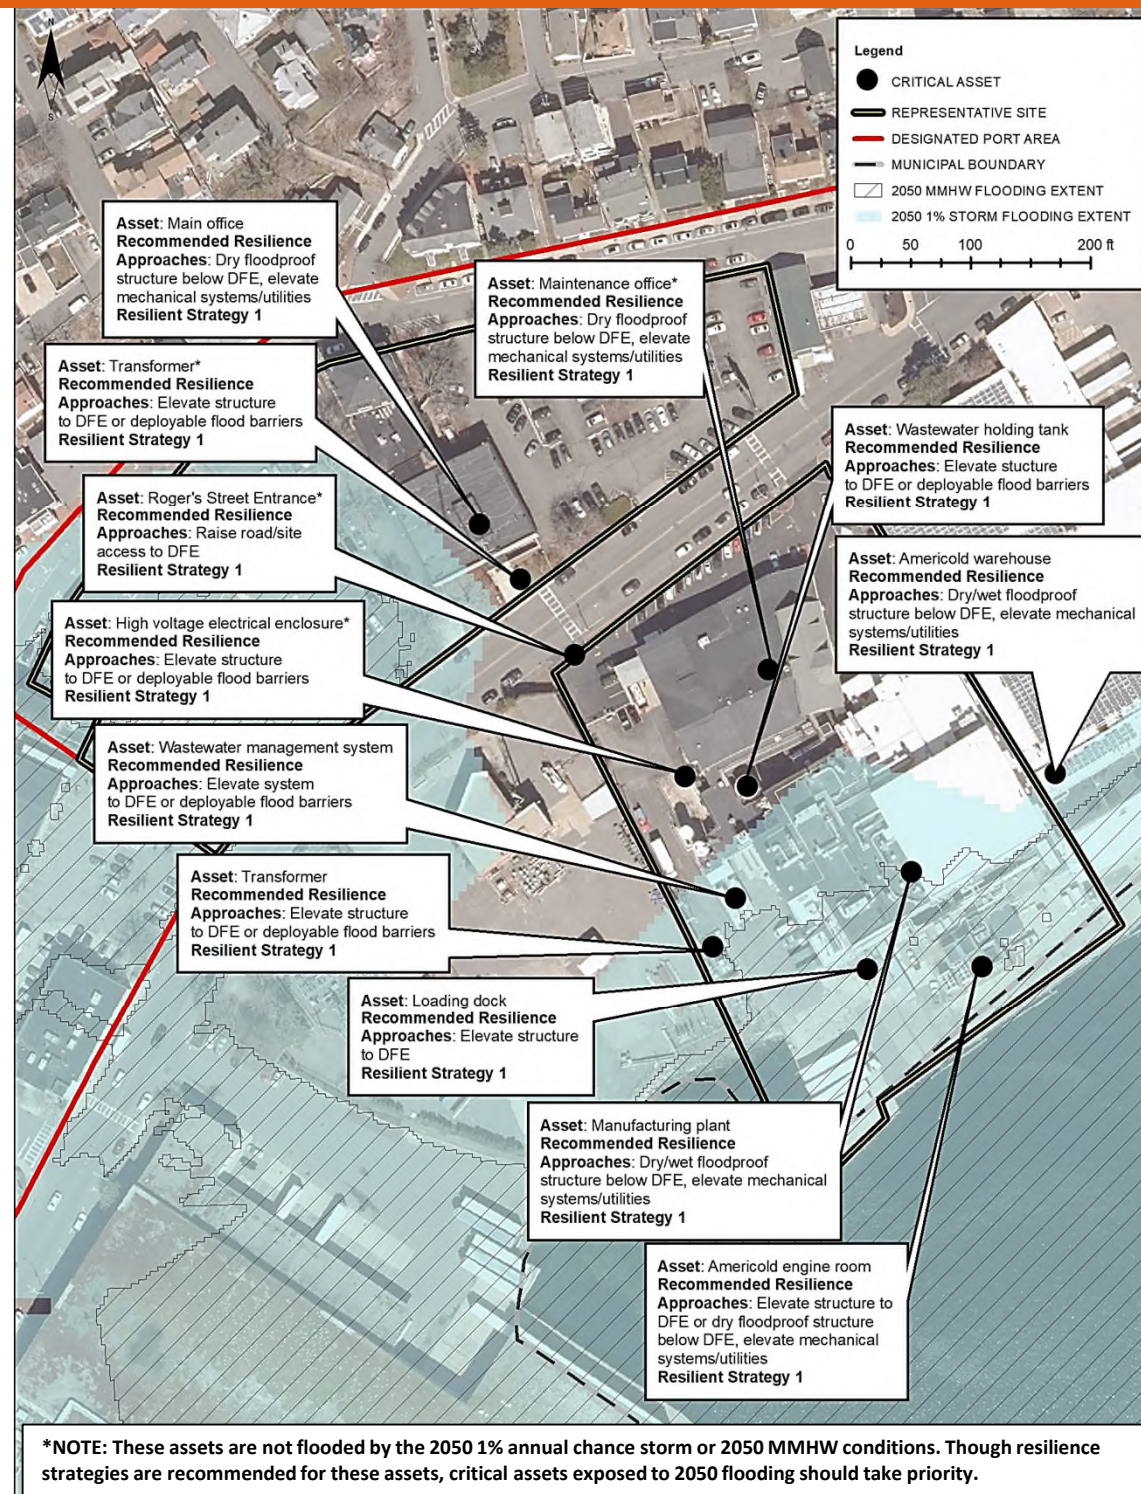 N
S
Legend
CRITICAL ASSET
REPRESENTATIVE SITE
DESIGNATED PORT AREA
MUNICIPAL BOUNDARY
2050 MMHW FLOODING EXTENT
2050 1% STORM FLOODING EXTENT
0 50 100 200 ft
Asset: Main office
Recommended Resilience
Approaches: Dry floodproof
structure below DFE, elevate
mechanical systems/utilities
Resilient Strategy 1
Asset: Maintenance office*
Recommended Resilience
Approaches: Dry floodproof
structure below DFE, elevate
mechanical systems/utilities
Resilient Strategy 1
Asset: Transformer*
Recommended Resilience
Approaches: Elevate structure
to DFE or deployable flood barriers
Resilient Strategy 1
Asset: Wastewater holding tank
Recommended Resilience
Approaches: Elevate stucture
to DFE or deployable flood barriers
Resilient Strategy 1
Asset: Roger's Street Entrance*
Recommended Resilience
Approaches: Raise road/site
access to DFE
Resilient Strategy 1
Asset: Americold warehouse
Recommended Resilience
Approaches: Dry/wet floodproof
structure below DFE, elevate mechanical
systems/utilities
Resilient Strategy 1
Asset: High voltage electrical enclosure*
Recommended Resilience
Approaches: Elevate structure
to DFE or deployable flood barriers
Resilient Strategy 1
Asset: Wastewater management system
Recommended Resilience
Approaches: Elevate system
to DFE or deployable flood barriers
Resilient Strategy 1
Asset: Transformer
Recommended Resilience
Approaches: Elevate structure
to DFE or deployable flood barriers
Resilient Strategy 1
Asset: Loading dock
Recommended Resilience
Approaches: Elevate structure
to DFE
Resilient Strategy 1
Asset: Manufacturing plant
Recommended Resilience
Approaches: Dry/wet floodproof
structure below DFE, elevate mechanical
systems/utilities
Resilient Strategy 1
Asset: Americold engine room
Recommended Resilience
Approaches: Elevate structure to
DFE or dry floodproof structure
below DFE, elevate mechanical
systems/utilities
Resilient Strategy 1
*NOTE: These assets are not flooded by the 2050 1% annual chance storm or 2050 MMHW conditions. Though resilience
strategies are recommended for these assets, critical assets exposed to 2050 flooding should take priority.